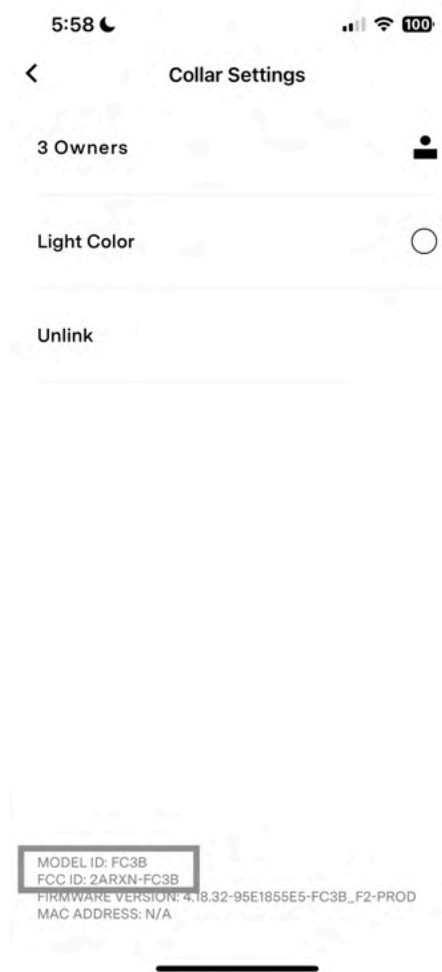 5:58
100
Collar Settings
3 Owners
Light Color
Unlink
MODEL ID: FC3B
FCC ID: 2ARXN-FC3B
FIRMWARE VERSION: 4.18.32-95E1855E5-FC3B_F2-PROD
MAC ADDRESS: N/A